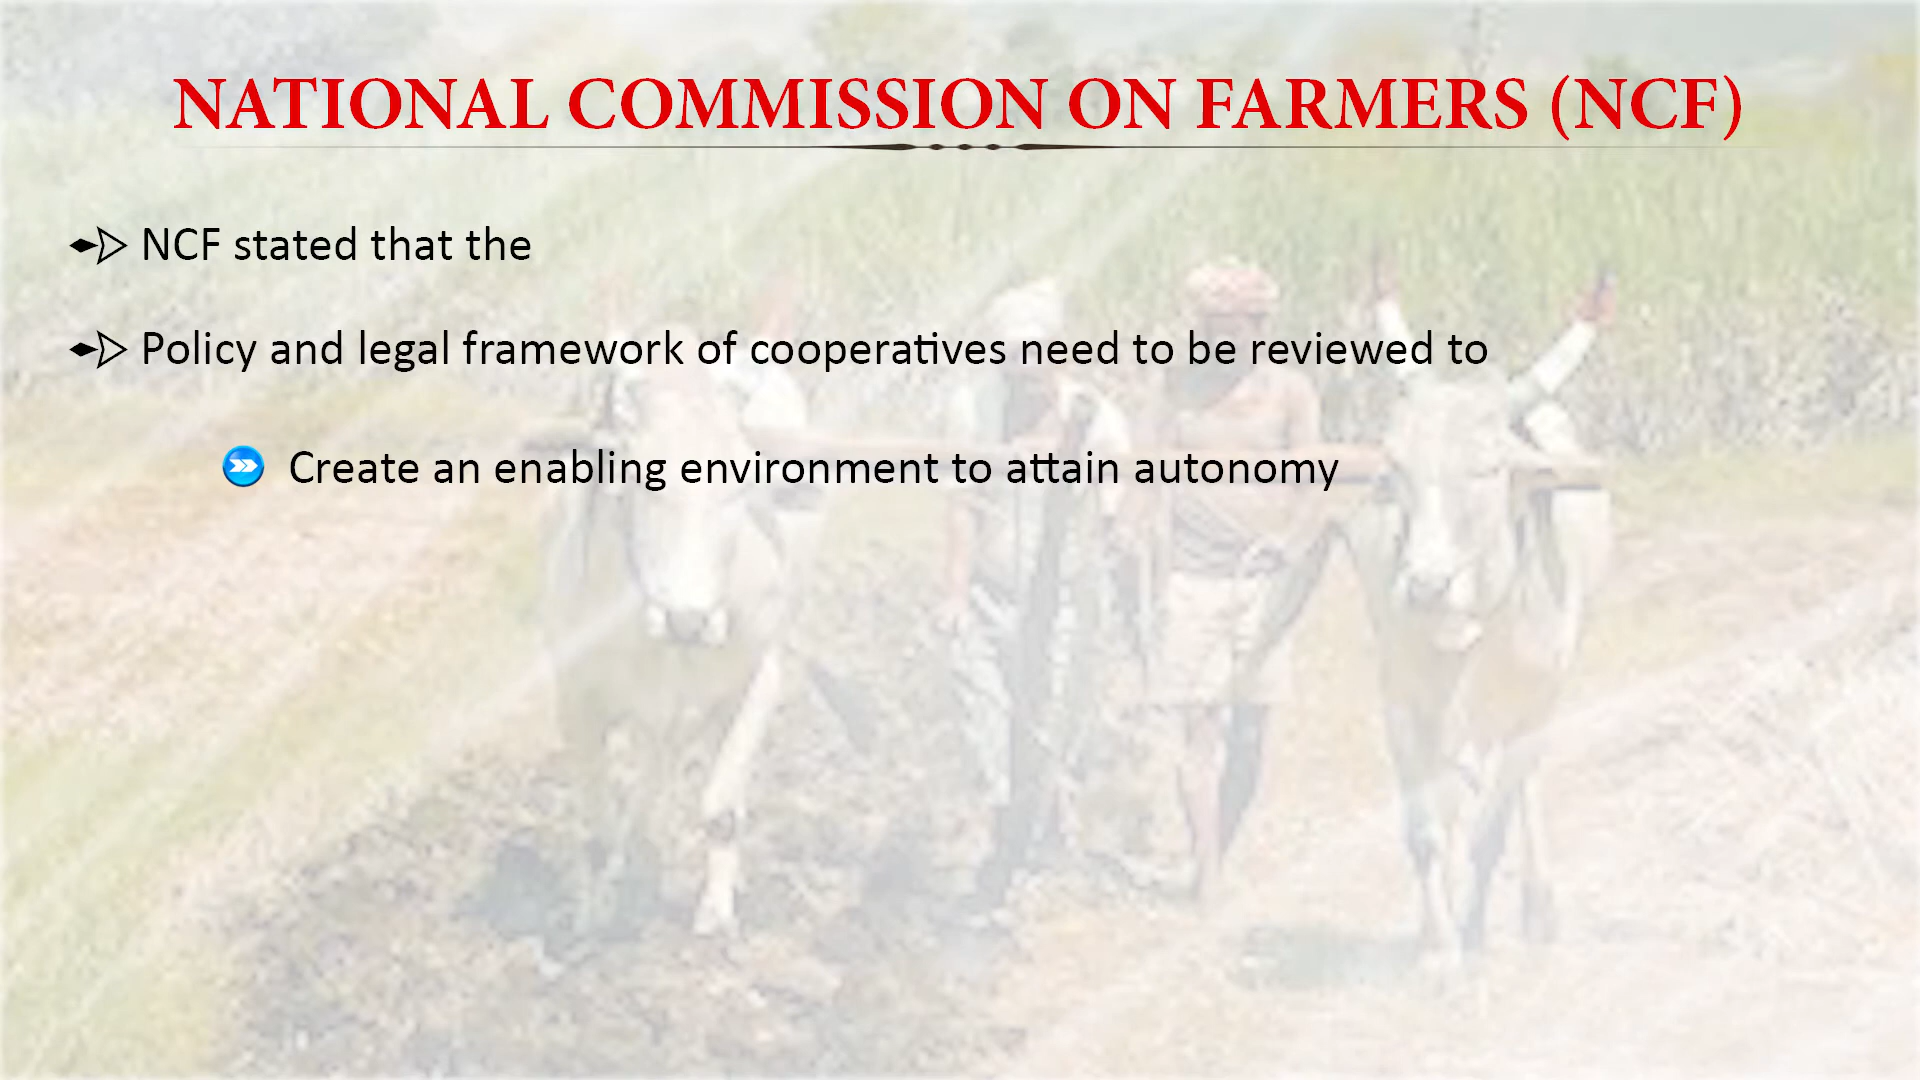 NATIONAL COMMISSION ON FARMERS (NCF)
NCF stated that the
Policy and legal framework of cooperatives need to be reviewed to
Create an enabling environment to attain autonomy